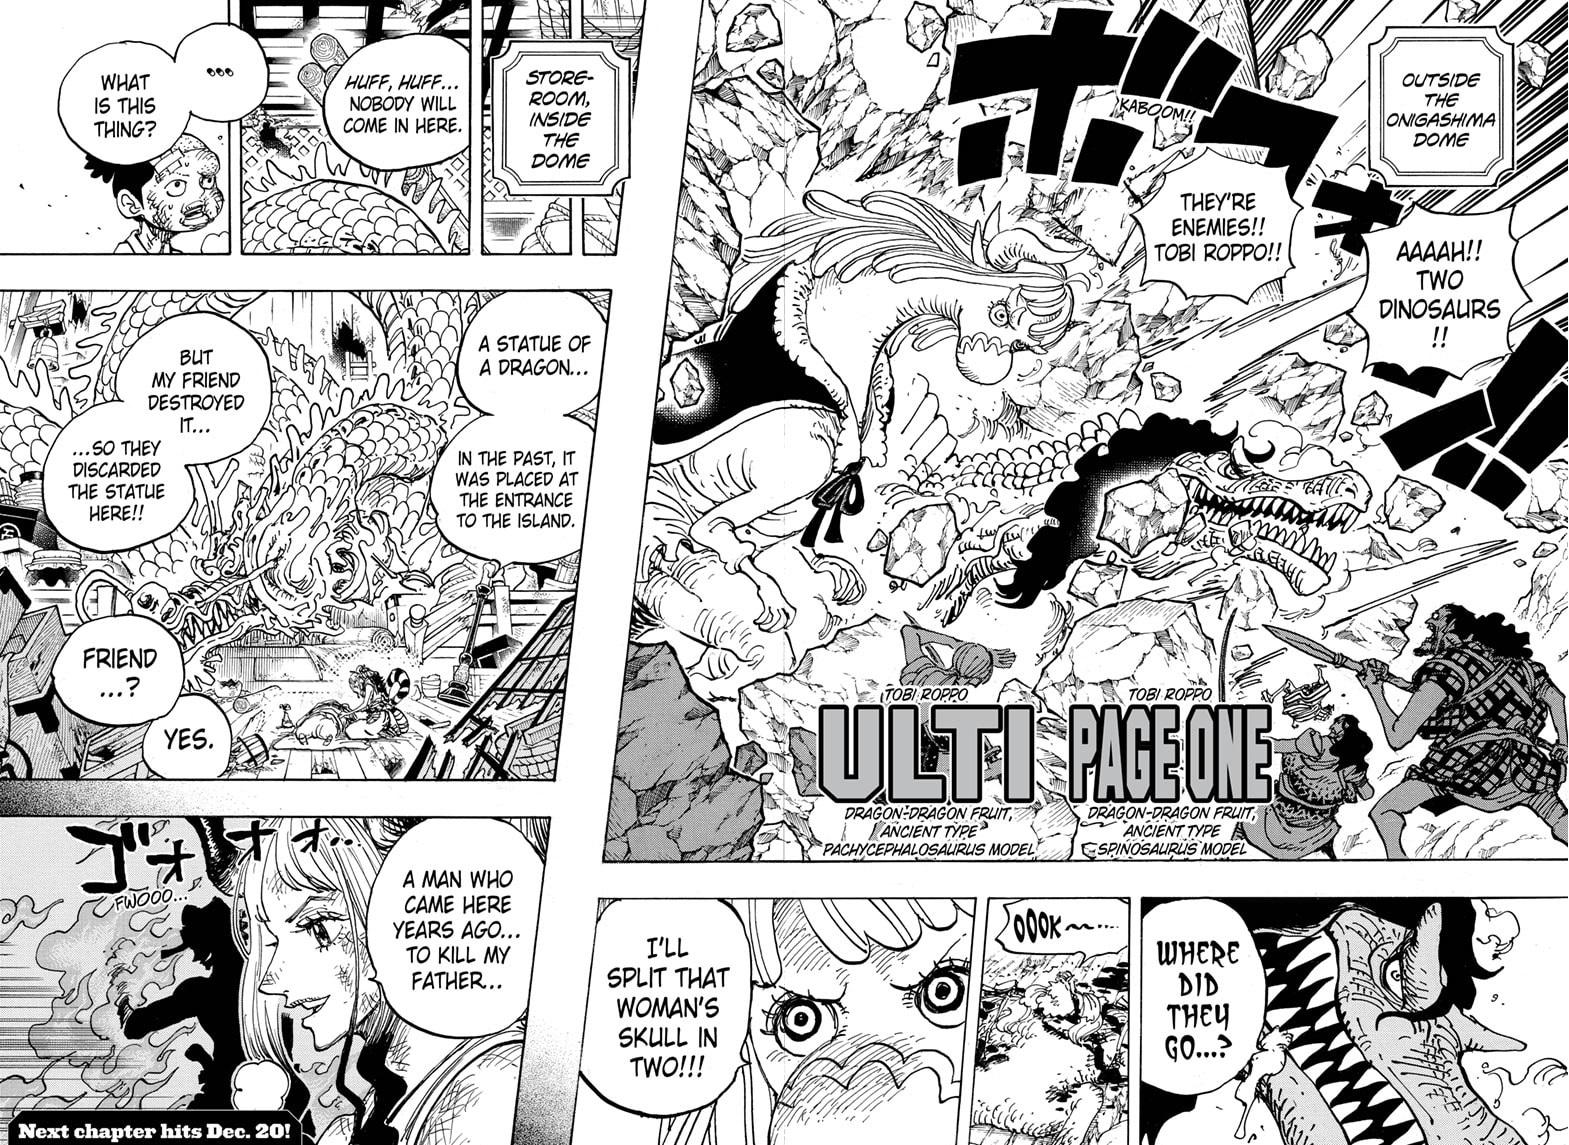 OUTSIDE
THE
ONIGASHIMA
DOME
AAAAH!!
TWO
DINOSAURS
!!
ドゴォ
KABOOM!!
THEY'RE
ENEMIES!!
TOBI ROPPO!!
TOBI ROPPO
PAGE ONE
DRAGON-DRAGON FRUIT,
ANCIENT TYPE
SPINOSAURUS MODEL
TOBI ROPPO
ULTI
DRAGON-DRAGON FRUIT,
ANCIENT TYPE
PACHYCEPHALOSAURUS MODEL
WHERE
DID
THEY
GO...?
OOOK~~....
I'LL
SPLIT THAT
WOMAN'S
SKULL IN
TWO!!!
STORE-
ROOM,
INSIDE
THE
DOME
HUFF, HUFF...
NOBODY WILL
COME IN HERE.
...
WHAT
IS THIS
THING?
A STATUE OF
A DRAGON...
IN THE PAST, IT
WAS PLACED AT
THE ENTRANCE
TO THE ISLAND.
BUT
MY FRIEND
DESTROYED
IT...
...SO THEY
DISCARDED
THE STATUE
HERE!!
FRIEND
...?
YES.
A MAN WHO
CAME HERE
YEARS AGO...
TO KILL MY
FATHER...
ゴォォォ...
FWOOO...
Next chapter hits Dec. 20!